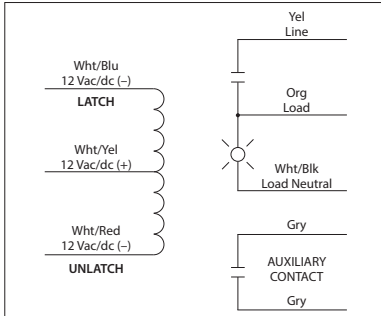 Wht/Blu
12 Vac/dc (–)
LATCH
Wht/Yel
12 Vac/dc (+)
Wht/Red
12 Vac/dc (–)
UNLATCH
Yel
Line
Org
Load
Wht/Blk
Load Neutral
Gry
AUXILIARY
CONTACT
Gry